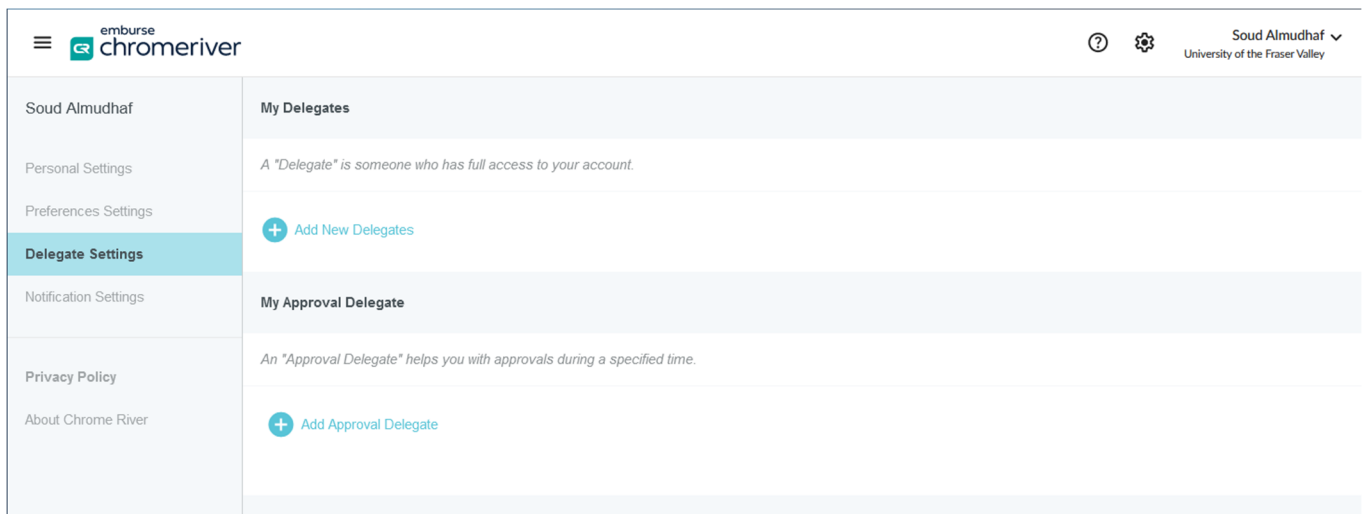 emburse
chromeriver
Soud Almudhaf
University of the Fraser Valley
Soud Almudhaf
Personal Settings
Preferences Settings
Delegate Settings
Notification Settings
Privacy Policy
About Chrome River
My Delegates
A "Delegate" is someone who has full access to your account.
Add New Delegates
My Approval Delegate
An "Approval Delegate" helps you with approvals during a specified time.
Add Approval Delegate